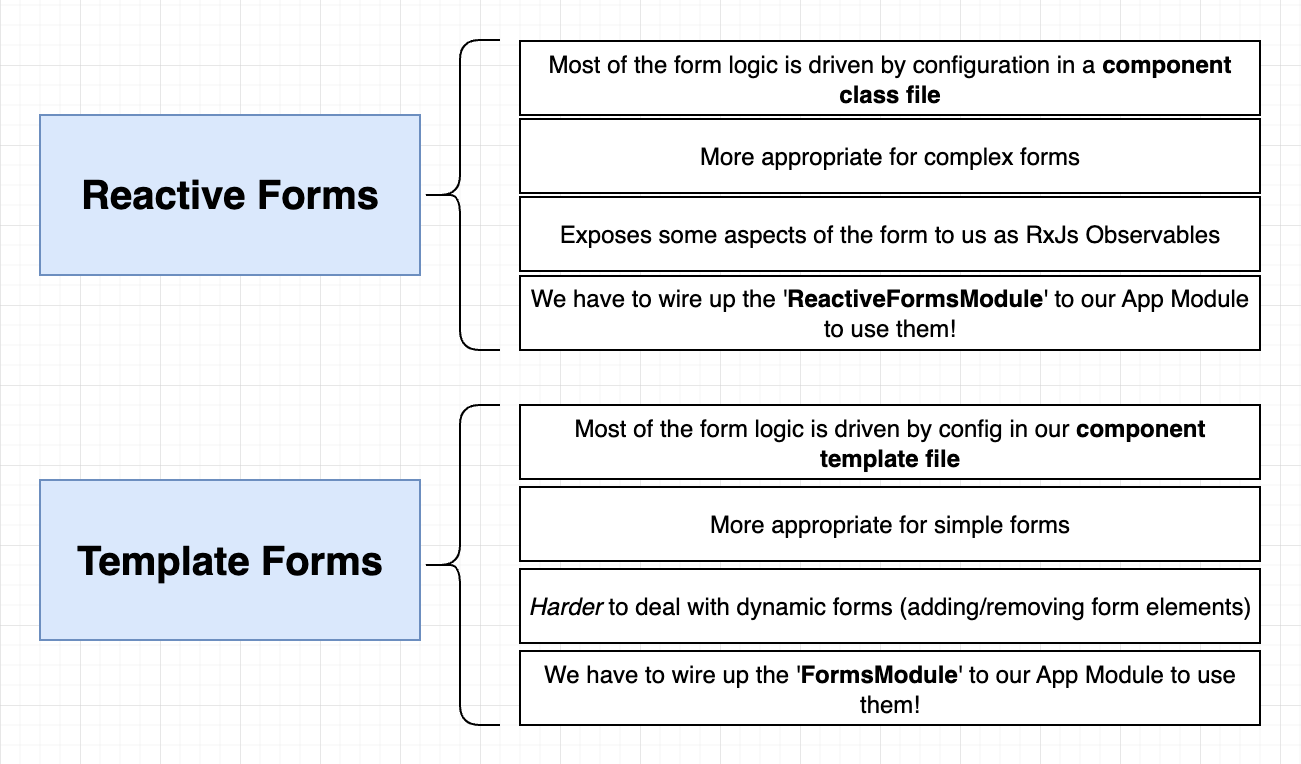 Reactive Forms
Most of the form logic is driven by configuration in a component
class file
More appropriate for complex forms
Exposes some aspects of the form to us as RxJs Observables
We have to wire up the 'ReactiveFormsModule' to our App Module
to use them!
Template Forms
Most of the form logic is driven by config in our component
template file
More appropriate for simple forms
Harder to deal with dynamic forms (adding/removing form elements)
We have to wire up the 'FormsModule' to our App Module to use
them!